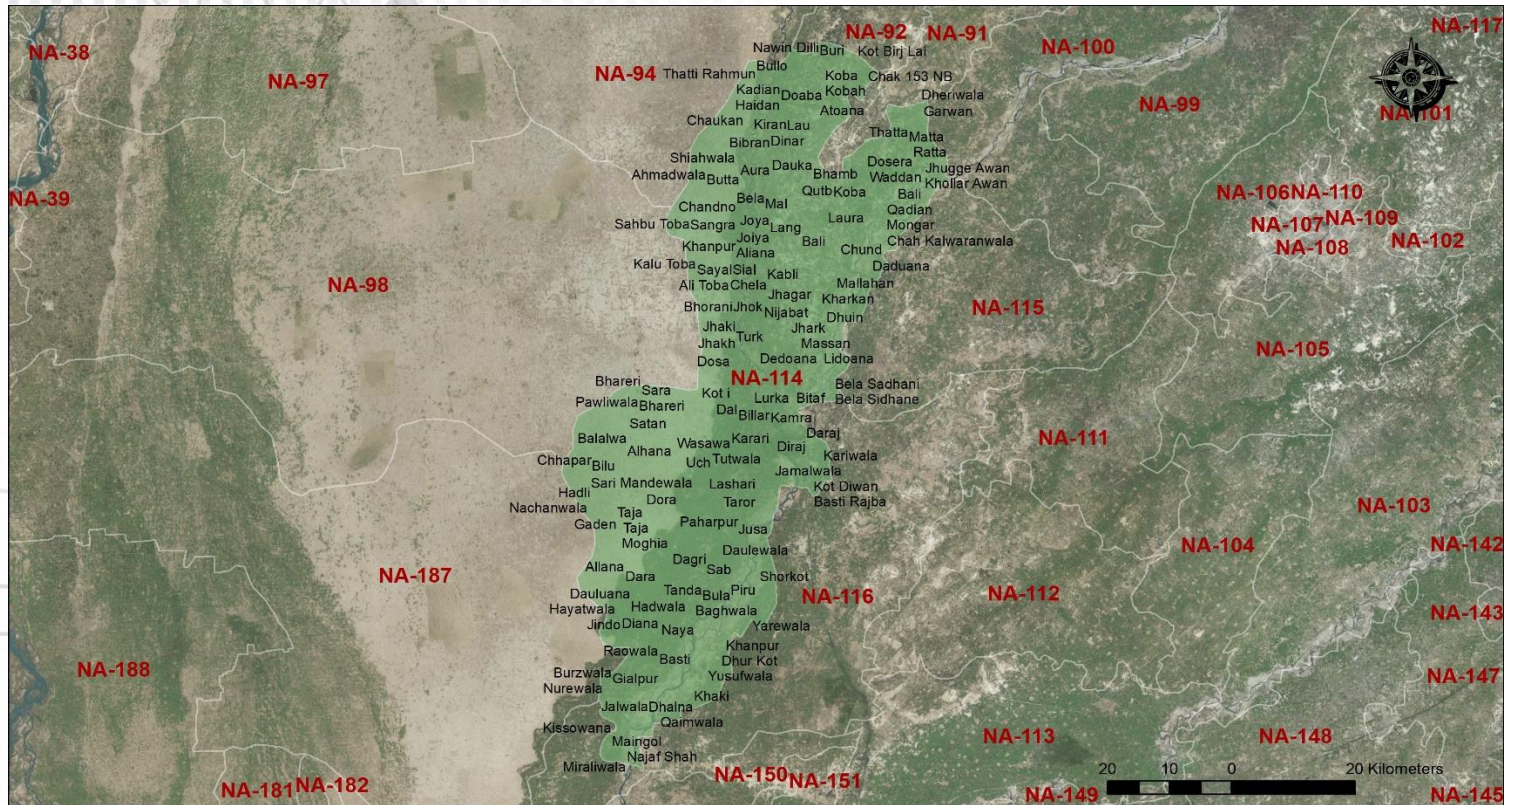 NA-117
NA-92
NA-91
NA-100
NA-38
Nawin Dilli
Buri
Kot Birj Lal
NA-97
NA-94
Bullo
Thatti Rahmun
Koba
Chak 153 NB
Kadian
Doaba
Kobah
Dheriwala
NA-99
Haidan
Atoana
Garwan
NA-101
Chaukan
Kiran
Lau
Thatta
Matta
Bibran
Dinar
Ratta
Shiahwala
Dauka
Dosera
Jhugge Awan
Ahmadwala
Butta
Aura
Bhamb
Waddan
Khollar Awan
NA-39
Bela
Mal
Qutb
Koba
Bali
NA-106
NA-110
Chandno
Qadian
Sahbu Toba
Sangra
Joya
Lang
Laura
Mongar
NA-107
NA-109
Joiya
Bali
Chah Kalwaranwala
NA-108
NA-102
Khanpur
Aliana
Chund
Kalu Toba
Sayal
Sial
Kabli
Daduana
NA-98
Ali Toba
Chela
Mallahan
Jhagar
Kharkan
Bhorani
Jhok
Nijabat
Dhuin
NA-115
Jhaki
Turk
Jhark
Jhakh
Massan
NA-105
Dosa
Dedoana
Lidoana
NA-114
Bhareri
Sara
Kot i
Bela Sadhani
Pawliwala
Bhareri
Lurka
Bitaf
Bela Sidhane
Dal
Billar
Kamra
Satan
Daraj
Balalwa
Wasawa
Karari
Diraj
NA-111
Alhana
Kariwala
Chhapar
Bilu
Uch
Tutwala
Jamalwala
Sari
Mandewala
Lashari
Kot Diwan
Hadli
Dora
Taror
Basti Rajba
NA-103
Nachanwala
Taja
Gaden
Taja
Paharpur
Jusa
Moghia
Daulewala
NA-104
NA-142
Dagri
Allana
Dara
Sab
Shorkot
NA-187
Dauluana
Tanda
Bula
Piru
NA-116
NA-112
Hayatwala
Hadwala
Baghwala
NA-143
Jindo
Diana
Naya
Yarewala
Raowala
Basti
Khanpur
Dhur Kot
NA-188
Burzwala
Gialpur
Yusufwala
NA-147
Nurewala
Khaki
Jalwala
Dhalna
Kissowana
Qaimwala
NA-113
NA-148
Maingol
Najaf Shah
Miraliwala
NA-150
NA-151
20 10 0 20 Kilometers
NA-181
NA-182
NA-149
NA-145